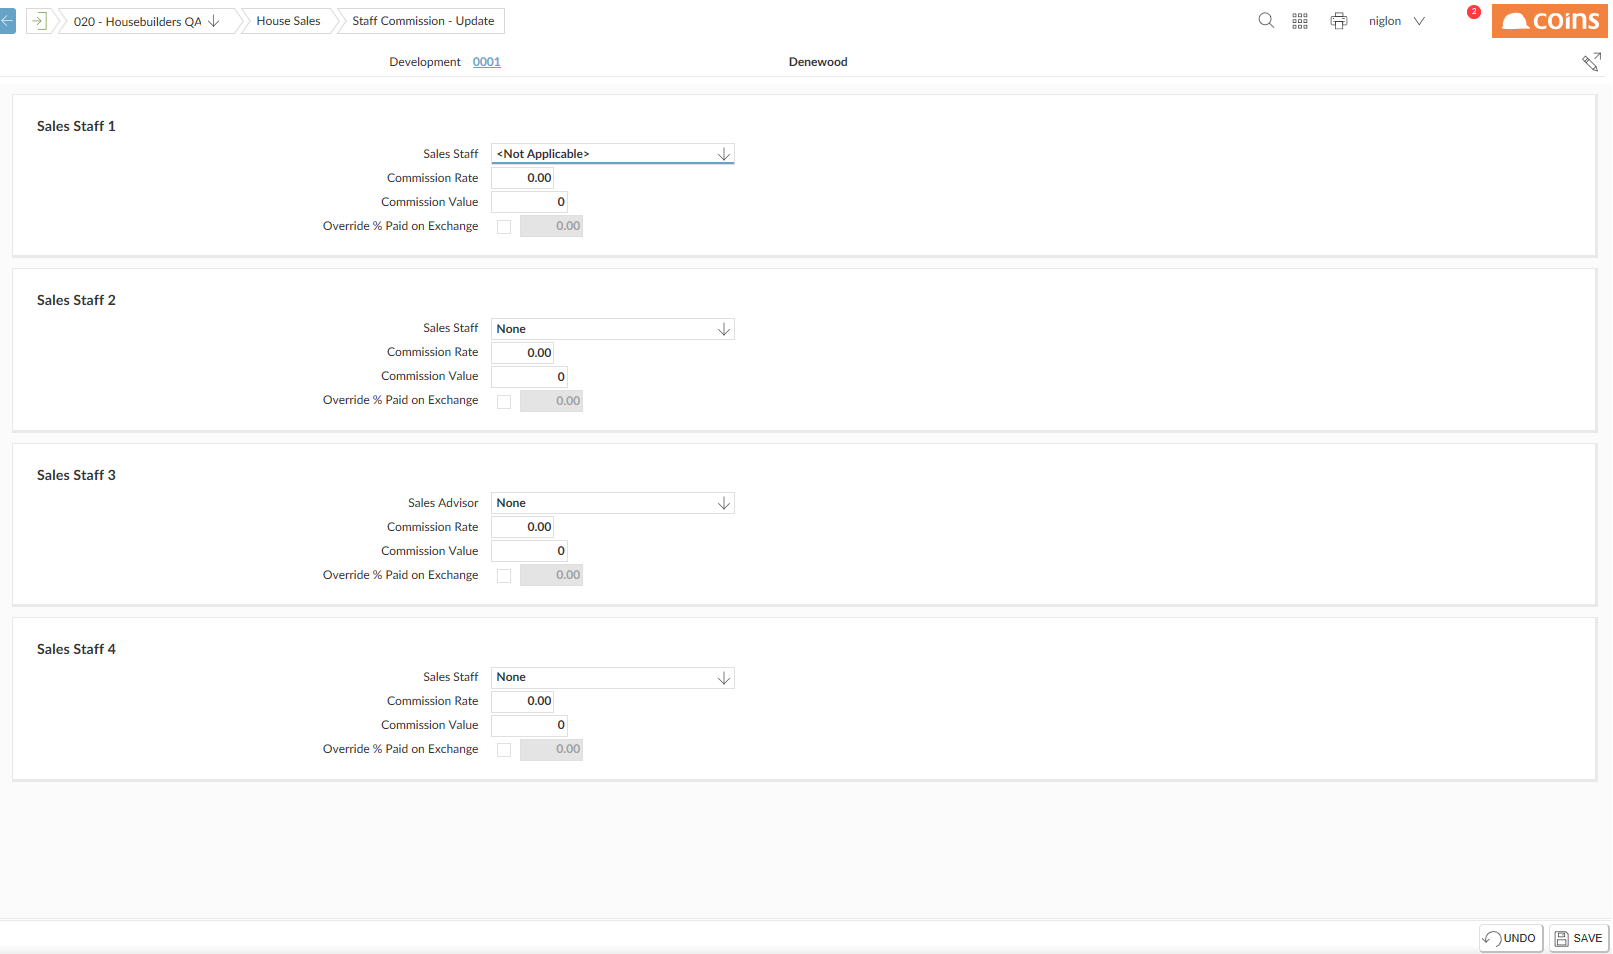 020 - Housebuilders QA House Sales Staff Commission - Update niglon 2 coins
Development 0001 Denewood
Sales Staff 1
Sales Staff <Not Applicable>
Commission Rate 0.00
Commission Value 0
Override % Paid on Exchange 0.00
Sales Staff 2
Sales Staff None
Commission Rate 0.00
Commission Value 0
Override % Paid on Exchange 0.00
Sales Staff 3
Sales Advisor None
Commission Rate 0.00
Commission Value 0
Override % Paid on Exchange 0.00
Sales Staff 4
Sales Staff None
Commission Rate 0.00
Commission Value 0
Override % Paid on Exchange 0.00
UNDO SAVE